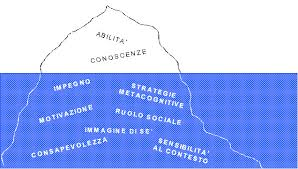 ABILITA'
CONOSCENZE
IMPEGNO
STRATEGIE
METACOGNITIVE
MOTIVAZIONE
RUOLO SOCIALE
IMMAGINE DI SE'
CONSAPEVOLEZZA
SENSIBILITA'
AL CONTESTO